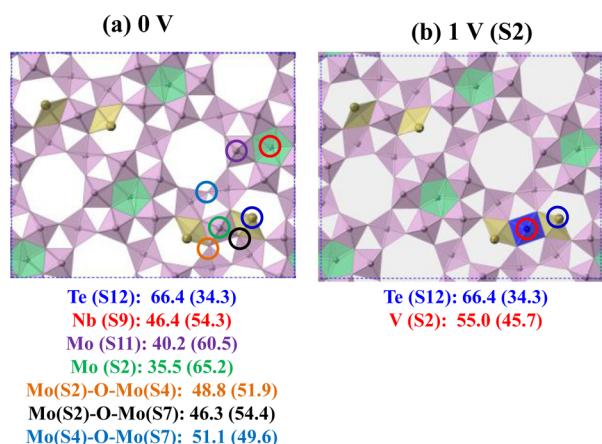 (a) 0 V
(b) 1 V (S2)
Te (S12): 66.4 (34.3)
Nb (S9): 46.4 (54.3)
Mo (S11): 40.2 (60.5)
Mo (S2): 35.5 (65.2)
Mo(S2)-O-Mo(S4): 48.8 (51.9)
Mo(S2)-O-Mo(S7): 46.3 (54.4)
Mo(S4)-O-Mo(S7): 51.1 (49.6)
Te (S12): 66.4 (34.3)
V (S2): 55.0 (45.7)